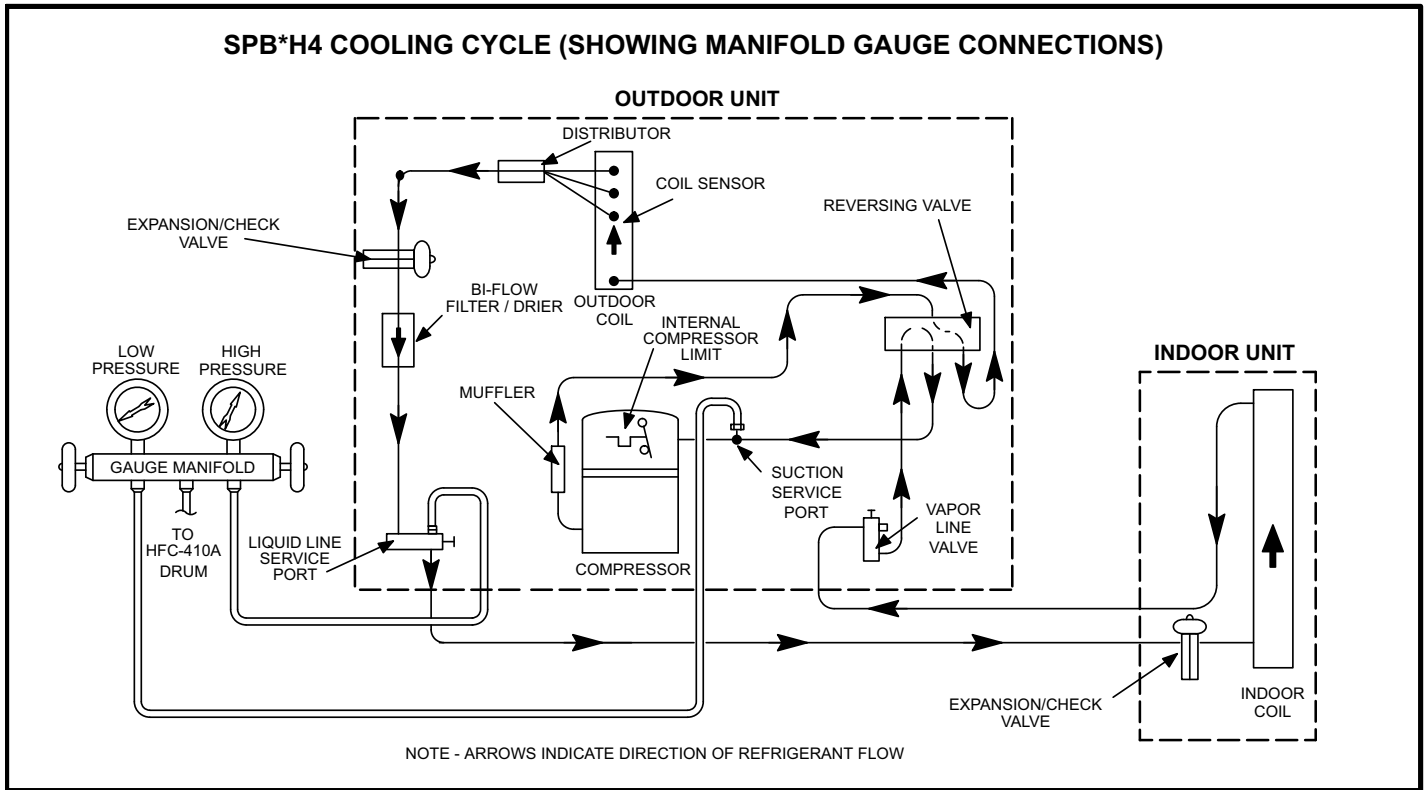 SPB*H4 COOLING CYCLE (SHOWING MANIFOLD GAUGE CONNECTIONS)
OUTDOOR UNIT
DISTRIBUTOR
COIL SENSOR
REVERSING VALVE
EXPANSION/CHECK
VALVE
BI-FLOW
FILTER / DRIER
OUTDOOR
COIL
INTERNAL
COMPRESSOR
LIMIT
LOW
PRESSURE
HIGH
PRESSURE
INDOOR UNIT
MUFFLER
GAUGE MANIFOLD
SUCTION
SERVICE
PORT
VAPOR
LINE
VALVE
TO
HFC-410A
DRUM
LIQUID LINE
SERVICE
PORT
COMPRESSOR
EXPANSION/CHECK
VALVE
INDOOR
COIL
NOTE - ARROWS INDICATE DIRECTION OF REFRIGERANT FLOW